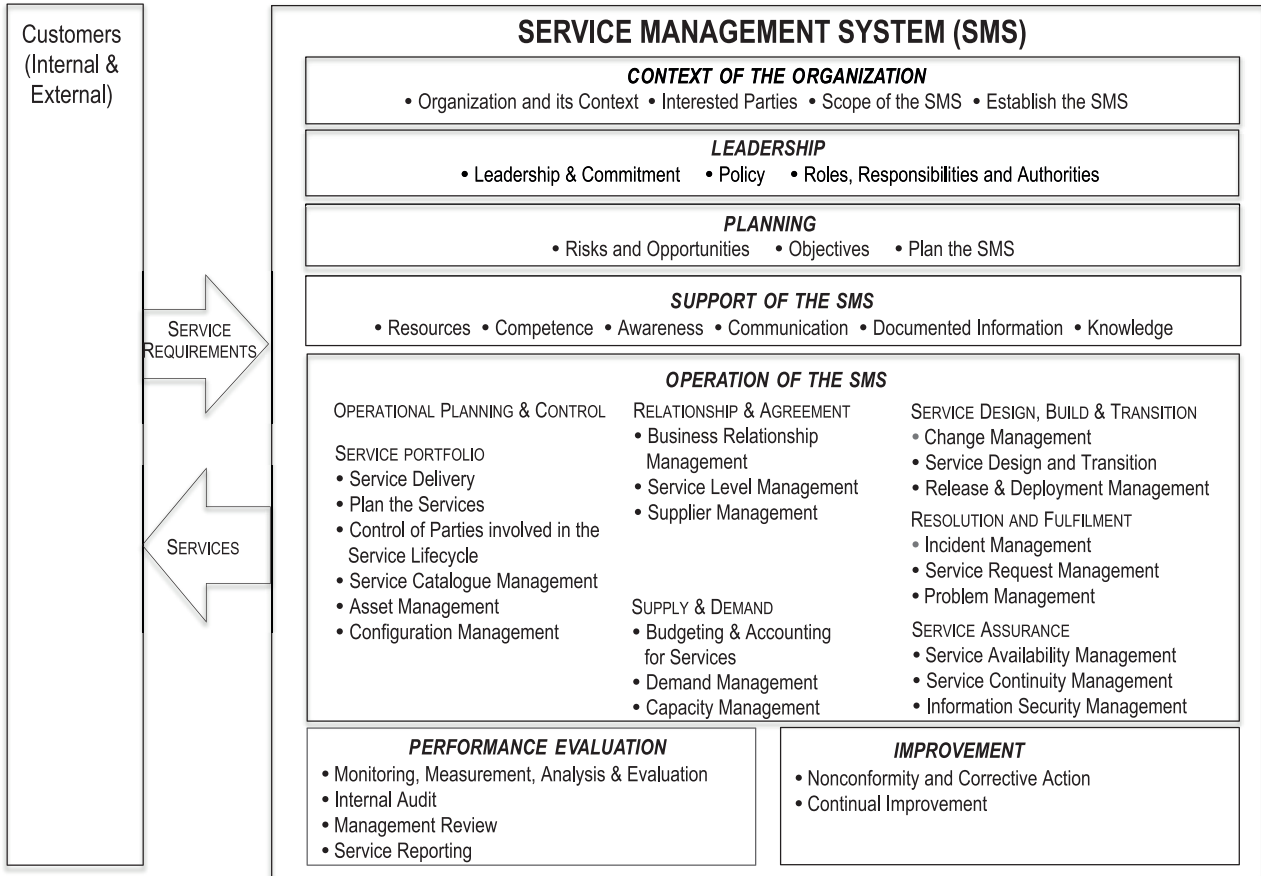 Customers
(Internal &
External)
SERVICE
REQUIREMENTS
SERVICES
SERVICE MANAGEMENT SYSTEM (SMS)
CONTEXT OF THE ORGANIZATION
• Organization and its Context • Interested Parties • Scope of the SMS • Establish the SMS
LEADERSHIP
• Leadership & Commitment • Policy • Roles, Responsibilities and Authorities
PLANNING
• Risks and Opportunities • Objectives • Plan the SMS
SUPPORT OF THE SMS
• Resources • Competence • Awareness • Communication • Documented Information • Knowledge
OPERATION OF THE SMS
OPERATIONAL PLANNING & CONTROL
SERVICE PORTFOLIO
• Service Delivery
• Plan the Services
• Control of Parties involved in the
Service Lifecycle
• Service Catalogue Management
• Asset Management
• Configuration Management
RELATIONSHIP & AGREEMENT
• Business Relationship
Management
• Service Level Management
• Supplier Management
SUPPLY & DEMAND
• Budgeting & Accounting
for Services
• Demand Management
• Capacity Management
SERVICE DESIGN, BUILD & TRANSITION
• Change Management
• Service Design and Transition
• Release & Deployment Management
RESOLUTION AND FULFILMENT
• Incident Management
• Service Request Management
• Problem Management
SERVICE ASSURANCE
• Service Availability Management
• Service Continuity Management
• Information Security Management
PERFORMANCE EVALUATION
• Monitoring, Measurement, Analysis & Evaluation
• Internal Audit
• Management Review
• Service Reporting
IMPROVEMENT
• Nonconformity and Corrective Action
• Continual Improvement